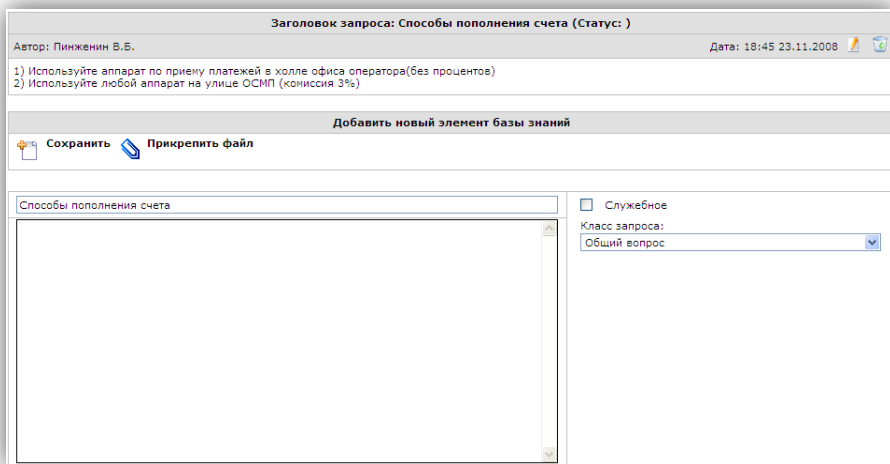 Заголовок запроса: Способы пополнения счета (Статус: )
Автор: Пинженин В.Б. Дата: 18:45 23.11.2008
1) Используйте аппарат по приему платежей в холле офиса оператора(без процентов)
2) Используйте любой аппарат на улице ОСМП (комиссия 3%)
Добавить новый элемент базы знаний
Сохранить Прикрепить файл
Способы пополнения счета
Служебное
Класс запроса:
Общий вопрос